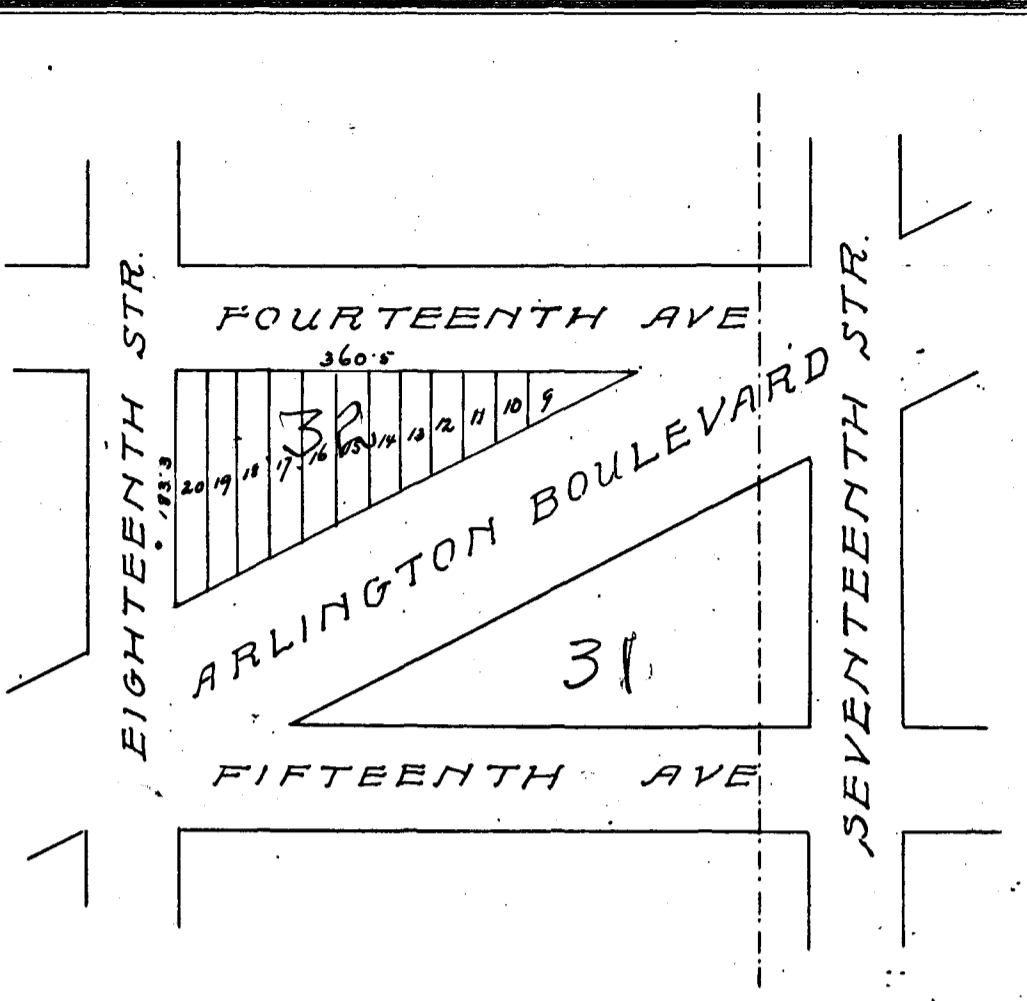 FOURTEENTH AVE
360.5
EIGHTEENTH STR.
183.3
20 19 18 17 16 15 14 13 12 11 10 9
32
ARLINGTON BOULEVARD
SEVENTEENTH STR.
31
FIFTEENTH AVE